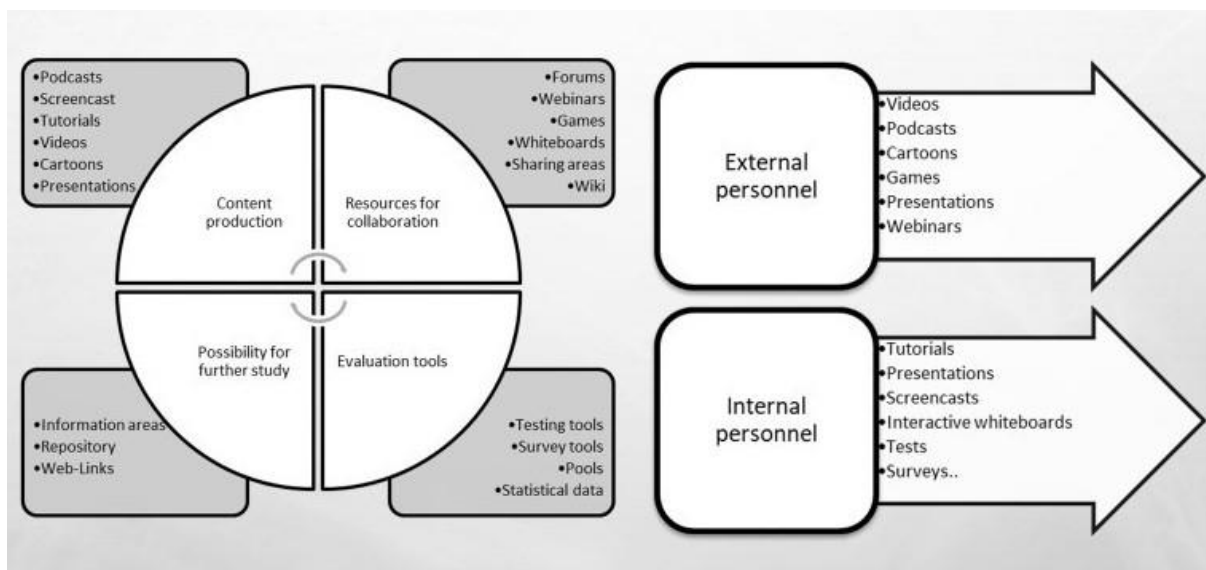 •Podcasts
•Screencast
•Tutorials
•Videos
•Cartoons
•Presentations
•Forums
•Webinars
•Games
•Whiteboards
•Sharing areas
•Wiki
Content
production
Resources for
collaboration
Possibility for
further study
Evaluation tools
•Information areas
•Repository
•Web-Links
•Testing tools
•Survey tools
•Pools
•Statistical data
External
personnel
•Videos
•Podcasts
•Cartoons
•Games
•Presentations
•Webinars
Internal
personnel
•Tutorials
•Presentations
•Screencasts
•Interactive whiteboards
•Tests
•Surveys..